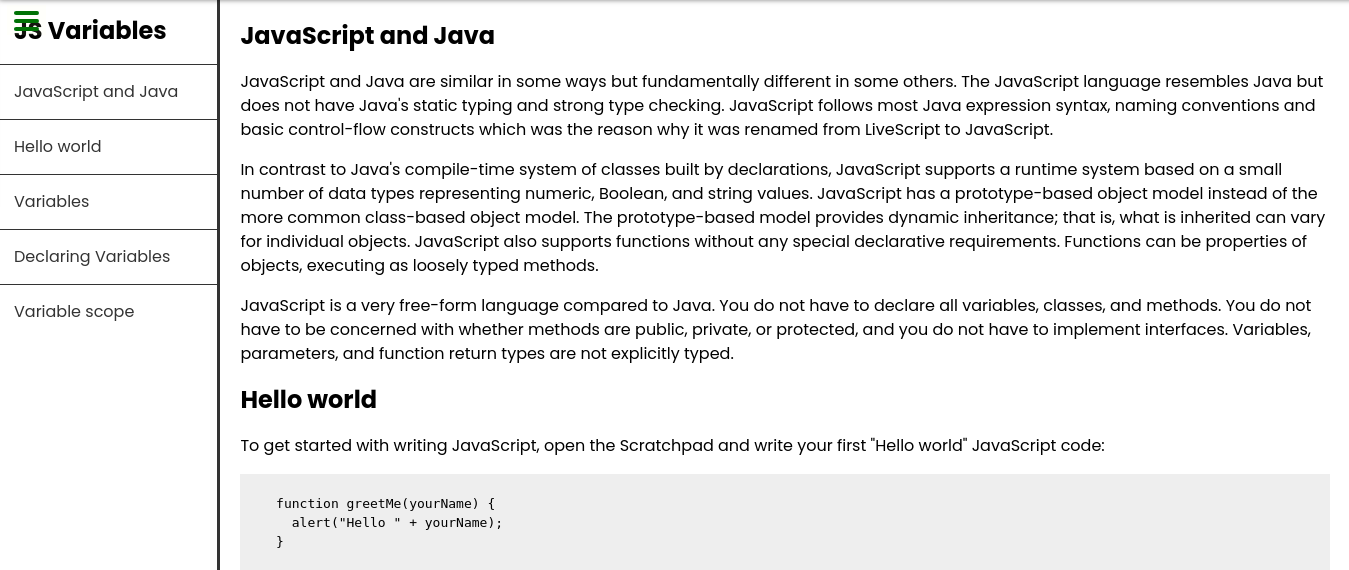 JS Variables
JavaScript and Java
Hello world
Variables
Declaring Variables
Variable scope
JavaScript and Java
JavaScript and Java are similar in some ways but fundamentally different in some others. The JavaScript language resembles Java but
does not have Java's static typing and strong type checking. JavaScript follows most Java expression syntax, naming conventions and
basic control-flow constructs which was the reason why it was renamed from LiveScript to JavaScript.
In contrast to Java's compile-time system of classes built by declarations, JavaScript supports a runtime system based on a small
number of data types representing numeric, Boolean, and string values. JavaScript has a prototype-based object model instead of the
more common class-based object model. The prototype-based model provides dynamic inheritance; that is, what is inherited can vary
for individual objects. JavaScript also supports functions without any special declarative requirements. Functions can be properties of
objects, executing as loosely typed methods.
JavaScript is a very free-form language compared to Java. You do not have to declare all variables, classes, and methods. You do not
have to be concerned with whether methods are public, private, or protected, and you do not have to implement interfaces. Variables,
parameters, and function return types are not explicitly typed.
Hello world
To get started with writing JavaScript, open the Scratchpad and write your first "Hello world" JavaScript code:
function greetMe(yourName) {
  alert("Hello " + yourName);
}